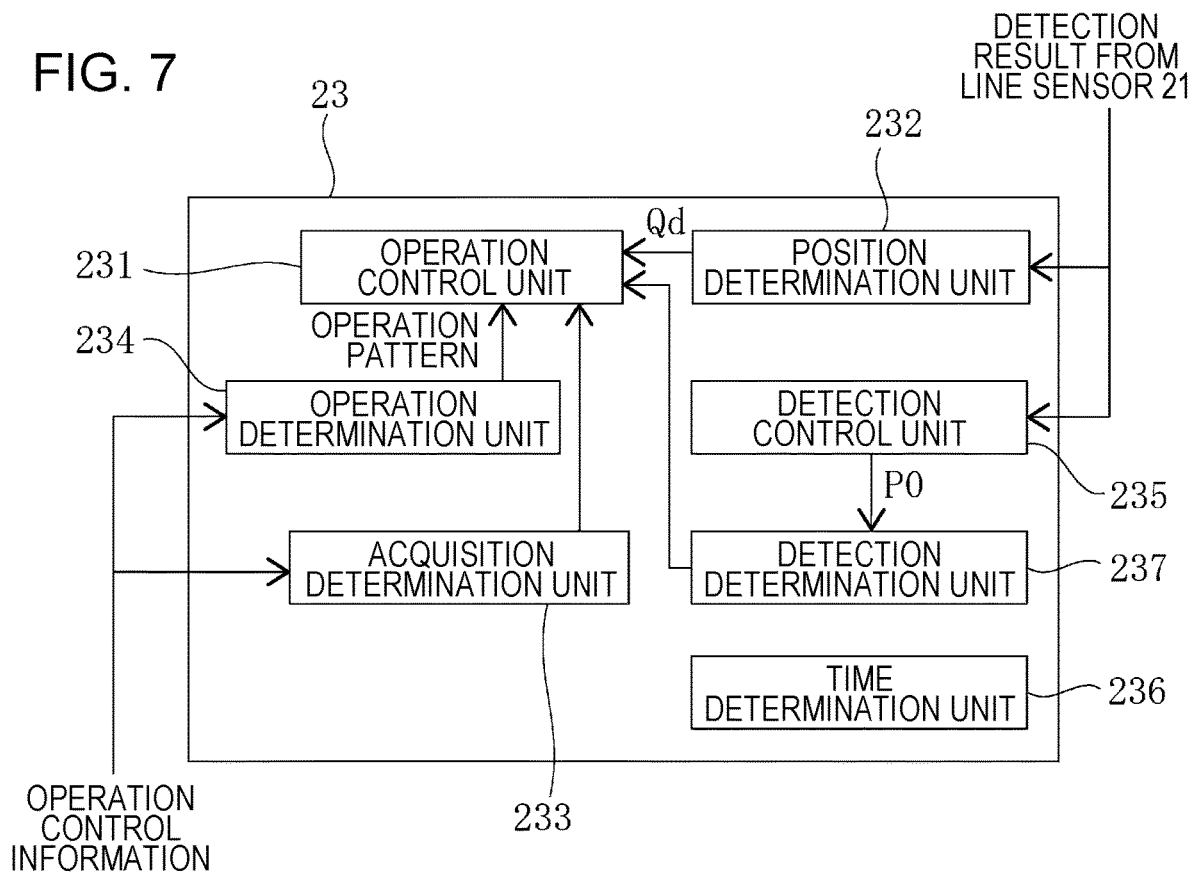 FIG. 7
DETECTION
RESULT FROM
LINE SENSOR 21
23
232
231
OPERATION
CONTROL UNIT
Qd
POSITION
DETERMINATION UNIT
OPERATION
PATTERN
234
OPERATION
DETERMINATION UNIT
DETECTION
CONTROL UNIT
235
P0
ACQUISITION
DETERMINATION UNIT
DETECTION
DETERMINATION UNIT
237
TIME
DETERMINATION UNIT
236
233
OPERATION
CONTROL
INFORMATION